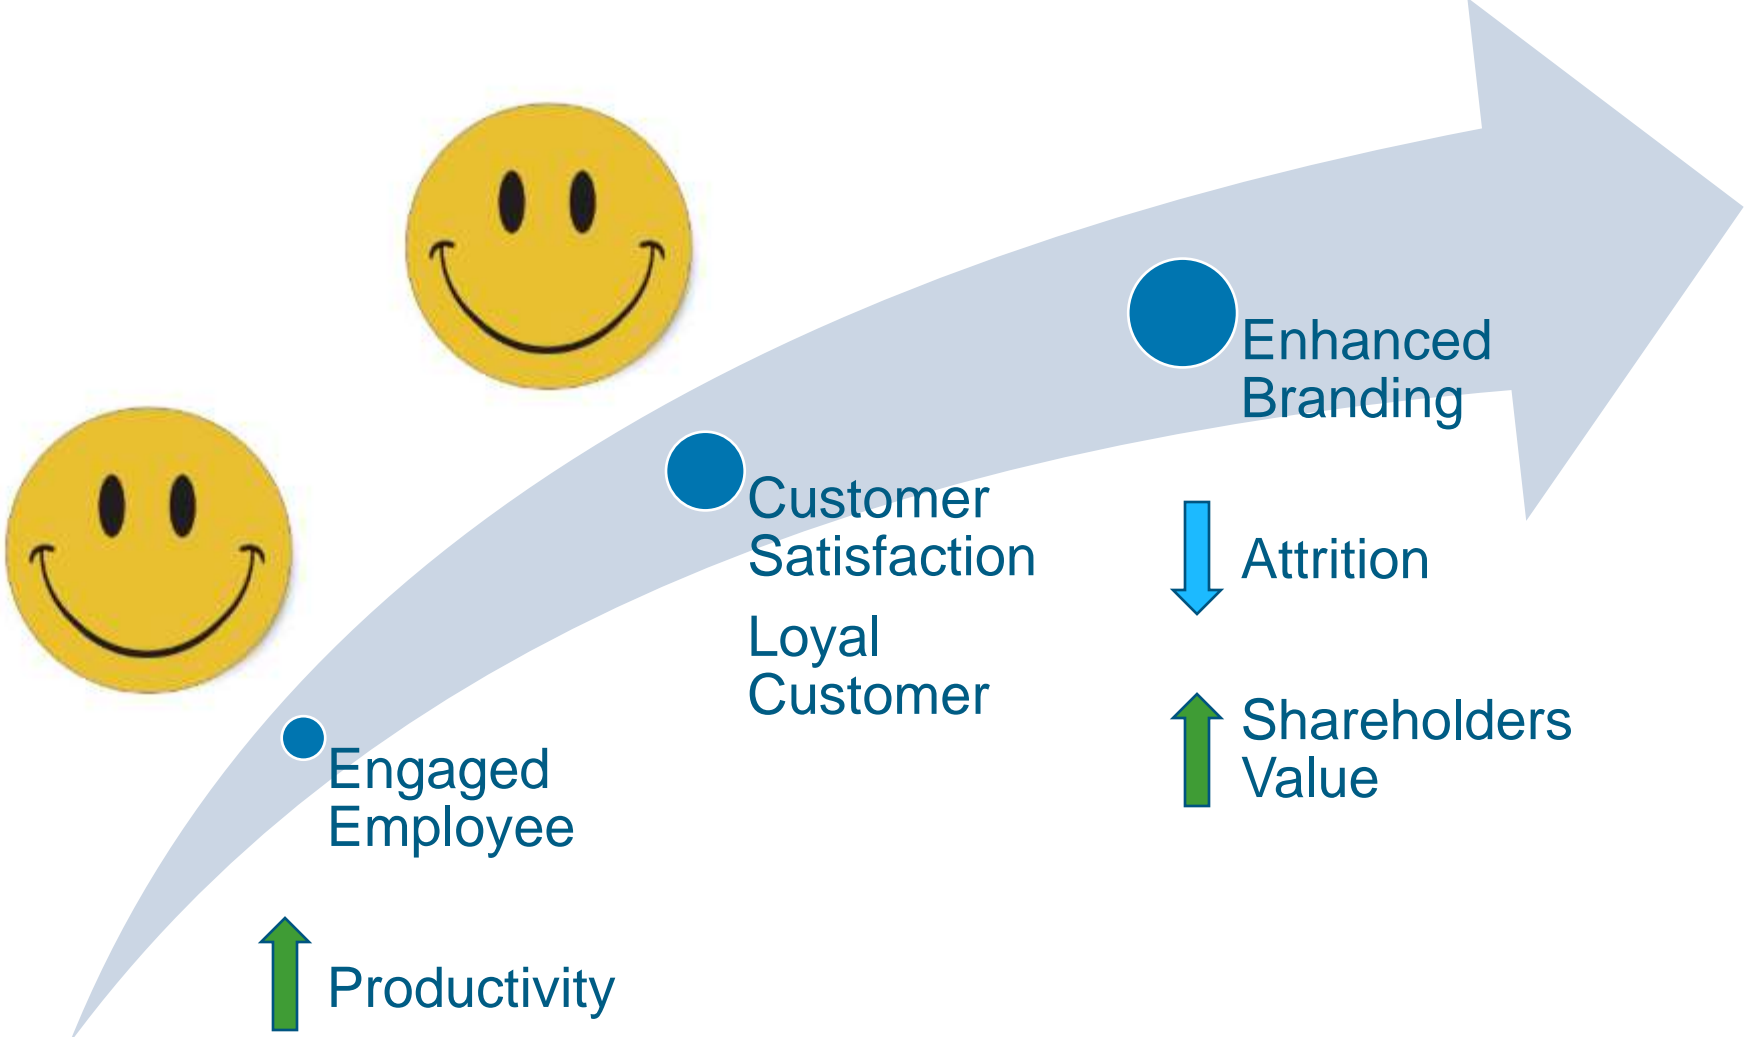 Engaged
Employee
Productivity
Customer
Satisfaction
Loyal
Customer
Enhanced
Branding
Attrition
Shareholders
Value